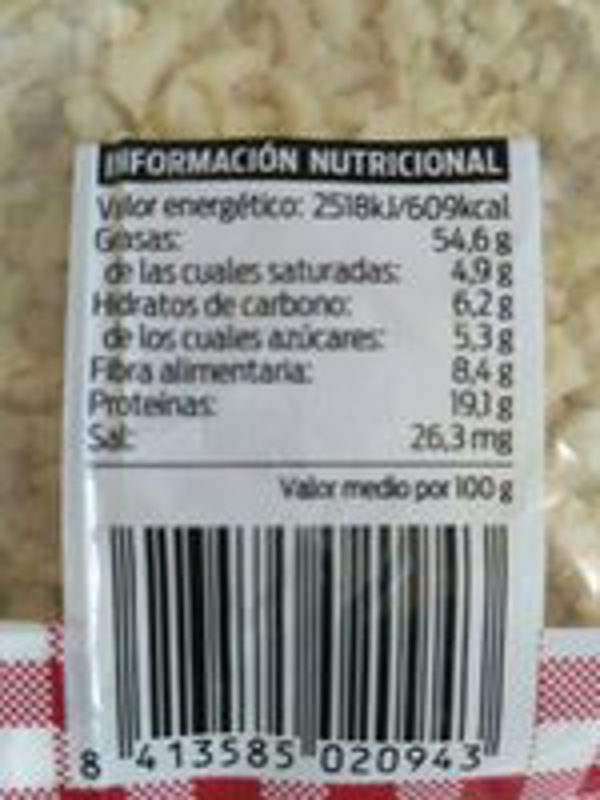 INFORMACIÓN NUTRICIONAL
Valor energético: 2518kJ/609kcal
Grasas: 54,6 g
de las cuales saturadas: 4,9 g
Hidratos de carbono: 6,2 g
de los cuales azúcares: 5,3 g
Fibra alimentaria: 8,4 g
Proteínas: 19,1 g
Sal: 26,3 mg
Valor medio por 100 g
8 413585 020943